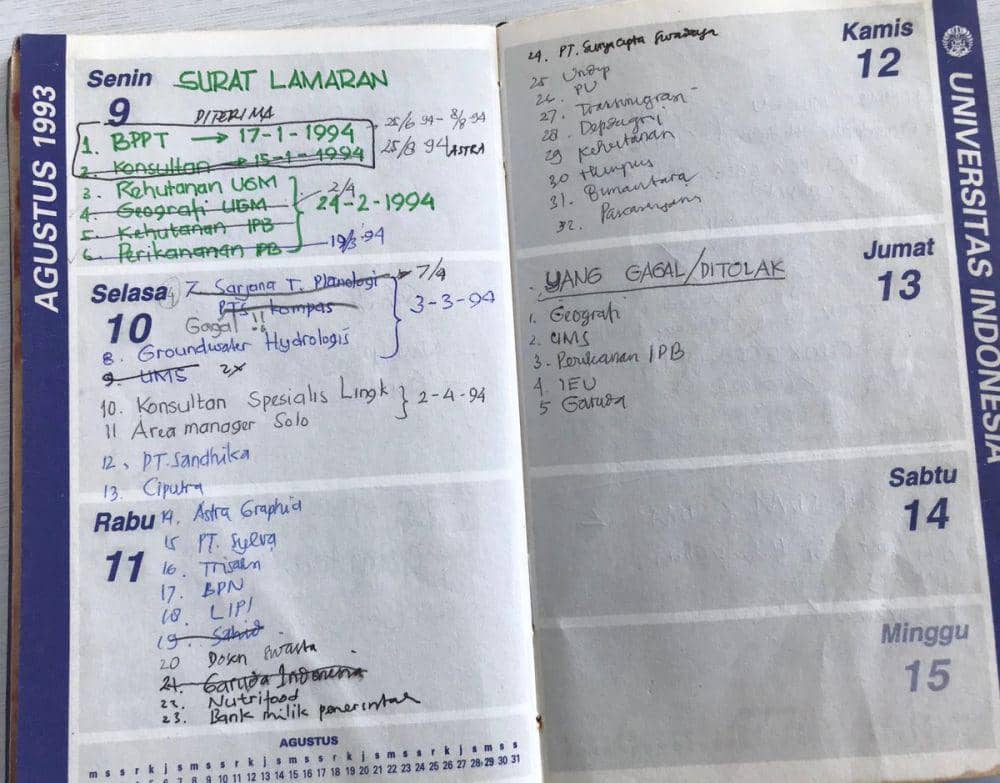 AGUSTUS 1993
Senin
9
SURAT LAMARAN
DITERIMA
1. BPPT → 17-1-1994
25/6 94 - 8/8 94
2. Konsultan → 15-1-1994
25/8 94 ASTRA
3. Kehutanan UGM
2/4
4. Geografi UGM
24-2-1994
5. Kehutanan IPB
6. Perikananan IPB
19/3 '94
Selasa
10
7. Sarjana T. Planologi → 7/4
PTS Kompas
3-3-94
Gagal !!
8. Groundwater Hydrologis
9. UMS 2x
10. Konsultan Spesialis Lingk
2-4-94
11 Area manager Solo
12. PT. Sandhika
13. Ciputra
Rabu
11
14. Astra Graphia
15 PT. Sylva
16. Trisakti
17. BPN
18. LIPI
19 Sahid
20 Dosen swasta
21. Garuda Indonesia
22. Nutrifood
23. Bank milik pemerintah
AGUSTUS
m s s r k j s m s s r k j s m s s r k j s m s s r k j s m s s
7 8 9 10 11 12 13 14 15 16 17 18 19 20 21 22 23 24 25 26 27 28 29 30 31
Kamis
12
24. PT. Suryacipta Swadaya
25 Undip
26. PU
27. Transmigrasi
28. Depdagri
29 Kehutanan
30 Humpus
31. Bimantara
32.
Jumat
13
YANG GAGAL/DITOLAK
1. Geografi
2. UMS
3. Perikanan IPB
4. IEU
5 Garuda
Sabtu
14
Minggu
15
UNIVERSITAS INDONESIA